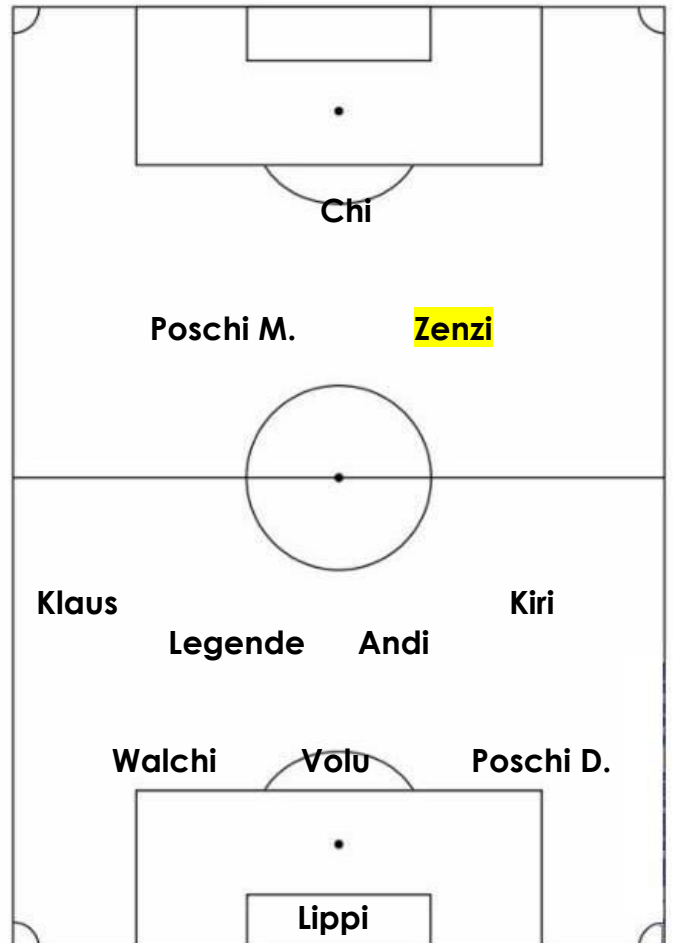 Chi
Poschi M. Zenzi
Klaus Kiri
Legende Andi
Walchi Volu Poschi D.
Lippi